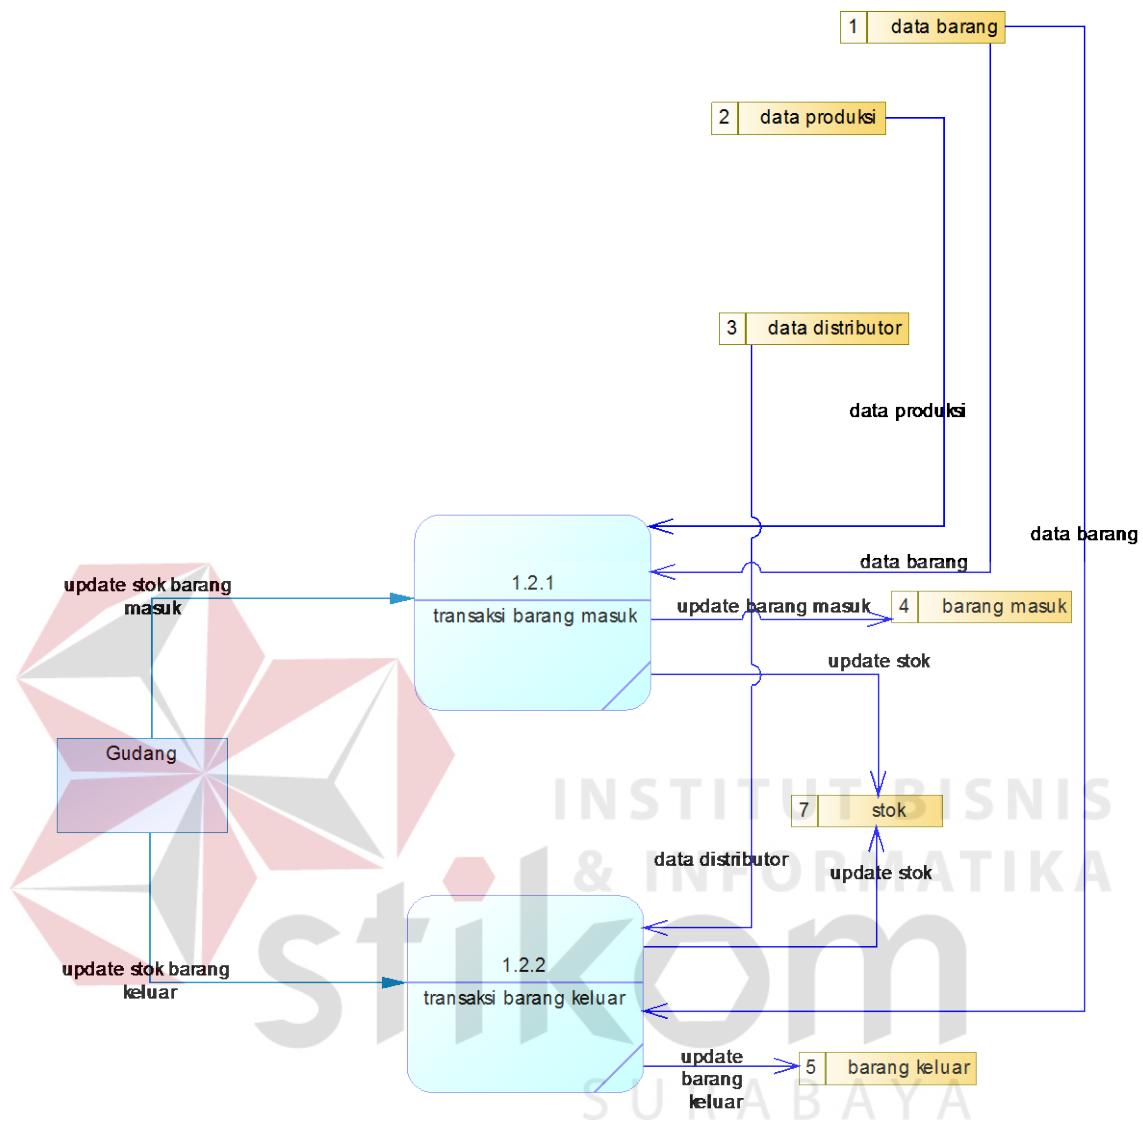 1 data barang
2 data produksi
3 data distributor
data produksi
data barang
data barang
update stok barang
masuk
1.2.1
transaksi barang masuk
update barang masuk
4 barang masuk
update stok
Gudang
INSTITUT BISNIS
& INFORMATIKA
7 stok
data distributor
update stok
stikom
1.2.2
transaksi barang keluar
update stok barang
keluar
update
barang
keluar
5 barang keluar
SURABAYA